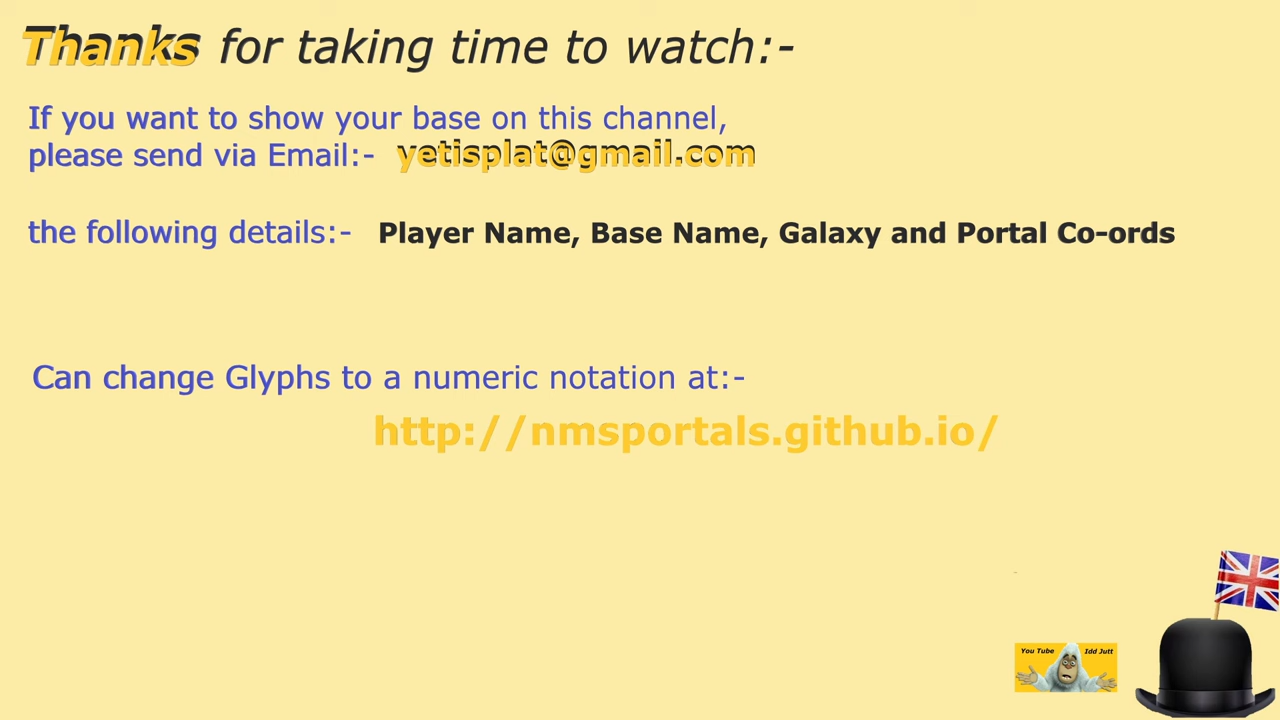 Thanks for taking time to watch:-
If you want to show your base on this channel,
please send via Email:- yetisplat@gmail.com
the following details:- Player Name, Base Name, Galaxy and Portal Co-ords
Can change Glyphs to a numeric notation at:-
http://nmsportals.github.io/
You Tube Idd Jutt